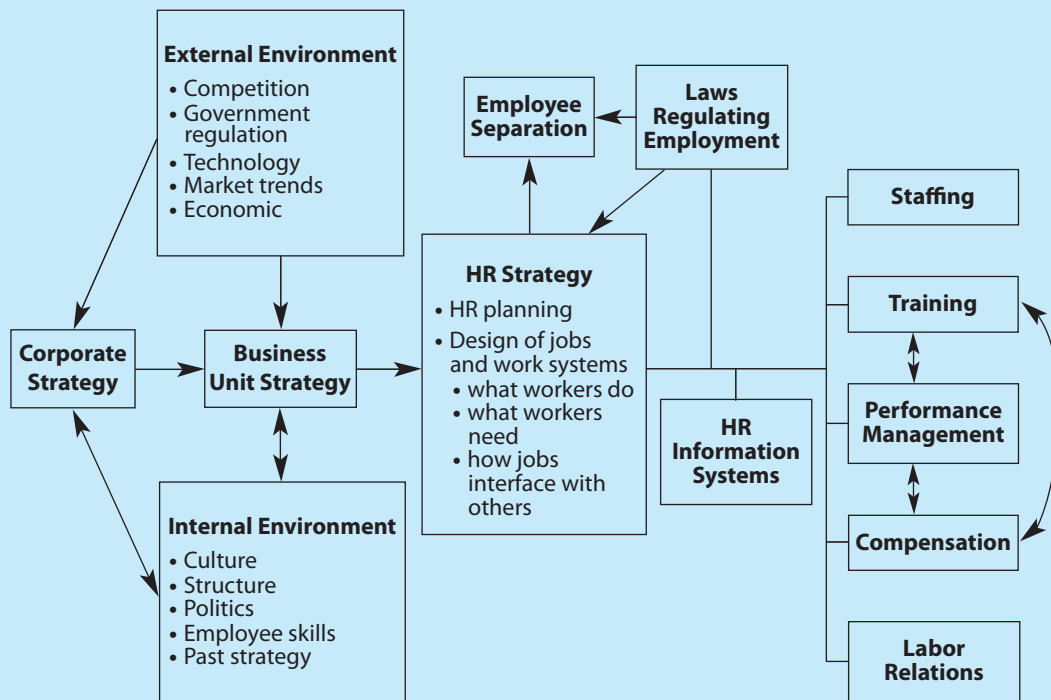 External Environment
• Competition
• Government
regulation
• Technology
• Market trends
• Economic
Corporate
Strategy
Business
Unit Strategy
Internal Environment
• Culture
• Structure
• Politics
• Employee skills
• Past strategy
Employee
Separation
Laws
Regulating
Employment
HR Strategy
• HR planning
• Design of jobs
and work systems
• what workers do
• what workers
need
• how jobs
interface with
others
HR
Information
Systems
Staffing
Training
Performance
Management
Compensation
Labor
Relations